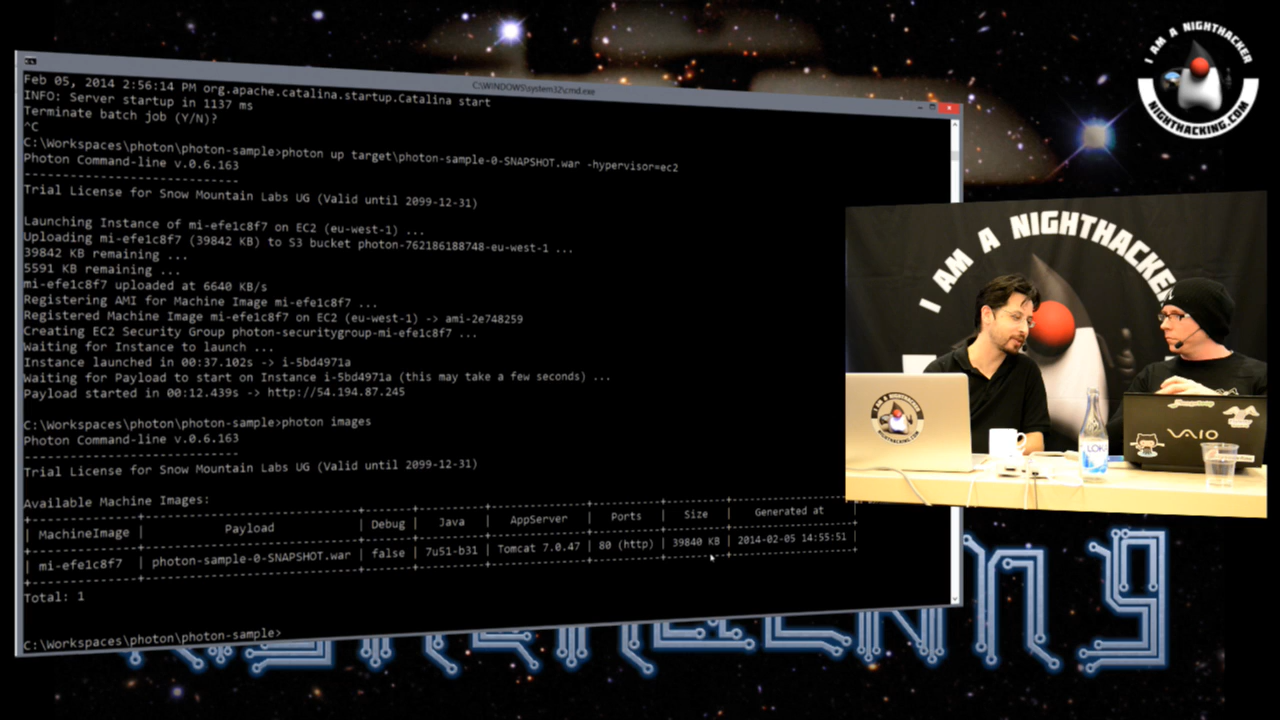 C:\WINDOWS\system32\cmd.exe
Feb 05, 2014 2:56:14 PM org.apache.catalina.startup.Catalina start
INFO: Server startup in 1137 ms
Terminate batch job (Y/N)?
^C
C:\Workspaces\photon\photon-sample>photon up target\photon-sample-0-SNAPSHOT.war -hypervisor=ec2
Photon Command-line v.0.6.163
------------------------------
Trial License for Snow Mountain Labs UG (Valid until 2099-12-31)
Launching Instance of mi-efe1c8f7 on EC2 (eu-west-1) ...
Uploading mi-efe1c8f7 (39842 KB) to S3 bucket photon-762186188748-eu-west-1 ...
39842 KB remaining ...
5591 KB remaining ...
mi-efe1c8f7 uploaded at 6640 KB/s
Registering AMI for Machine Image mi-efe1c8f7 ...
Registered Machine Image mi-efe1c8f7 on EC2 (eu-west-1) -> ami-2e748259
Creating EC2 Security Group photon-securitygroup-mi-efe1c8f7 ...
Waiting for Instance to launch ...
Instance launched in 00:37.102s -> i-5bd4971a
Waiting for Payload to start on Instance i-5bd4971a (this may take a few seconds) ...
Payload started in 00:12.439s -> http://54.194.87.245
C:\Workspaces\photon\photon-sample>photon images
Photon Command-line v.0.6.163
------------------------------
Trial License for Snow Mountain Labs UG (Valid until 2099-12-31)
Available Machine Images:
| MachineImage | Payload | Debug | Java | AppServer | Ports | Size | Generated at |
| mi-efe1c8f7 | photon-sample-0-SNAPSHOT.war | false | 7u51-b31 | Tomcat 7.0.47 | 80 (http) | 39840 KB | 2014-02-05 14:55:51 |
Total: 1
C:\Workspaces\photon\photon-sample>
I AM A NIGHTHACKER
NIGHTHACKING.COM
I AM A NIGHTHACKER
I AM A NIGHTHACKER
NIGHTHACKING.COM
VAIO